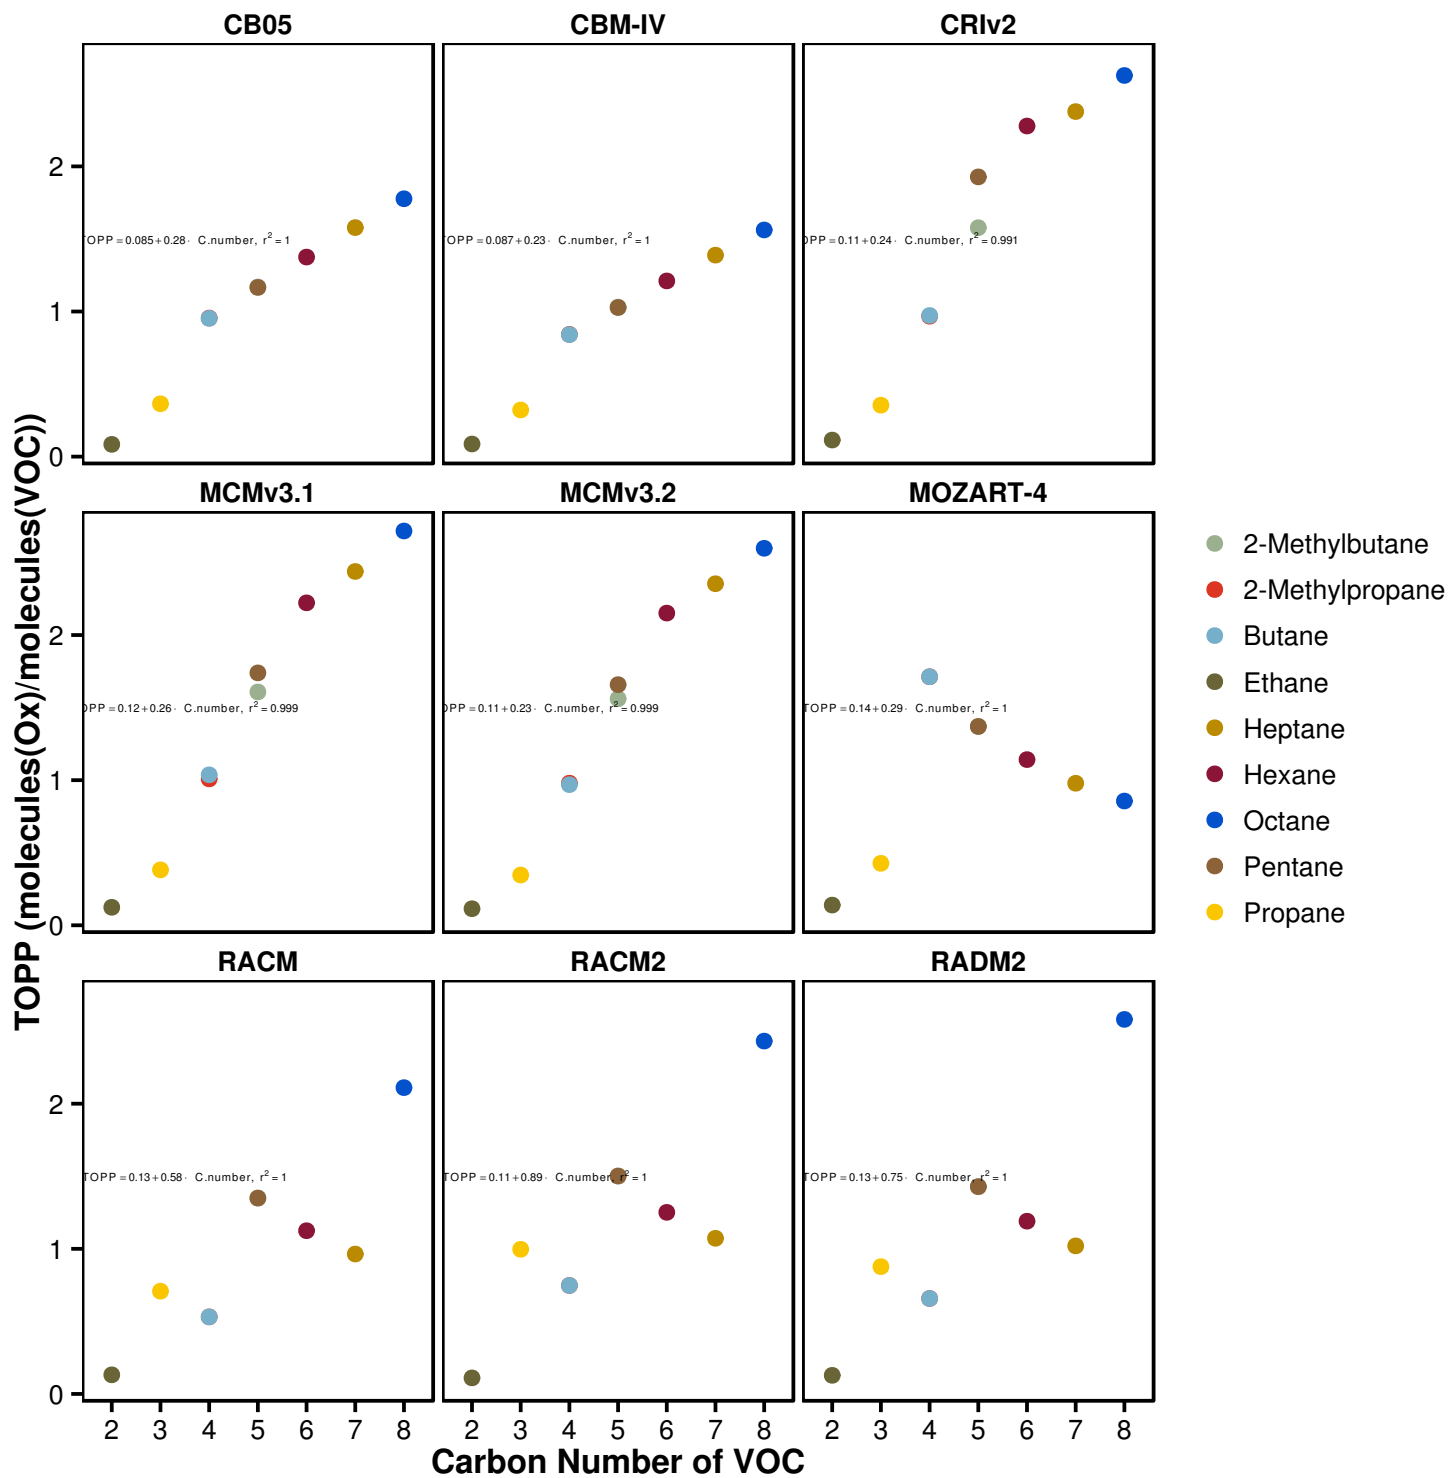 CB05 CBM-IV CRIv2
2
1
0
TOPP = 0.085 + 0.28 · C.number, r² = 1
TOPP = 0.087 + 0.23 · C.number, r² = 1
OPP = 0.11 + 0.24 · C.number, r² = 0.991
MCMv3.1 MCMv3.2 MOZART-4
2
1
0
OPP = 0.12 + 0.26 · C.number, r² = 0.999
OPP = 0.11 + 0.23 · C.number, r² = 0.999
TOPP = 0.14 + 0.29 · C.number, r² = 1
RACM RACM2 RADM2
2
1
0
TOPP = 0.13 + 0.58 · C.number, r² = 1
TOPP = 0.11 + 0.89 · C.number, r² = 1
TOPP = 0.13 + 0.75 · C.number, r² = 1
2 3 4 5 6 7 8 2 3 4 5 6 7 8 2 3 4 5 6 7 8
Carbon Number of VOC
TOPP (molecules(Ox)/molecules(VOC))
2-Methylbutane
2-Methylpropane
Butane
Ethane
Heptane
Hexane
Octane
Pentane
Propane